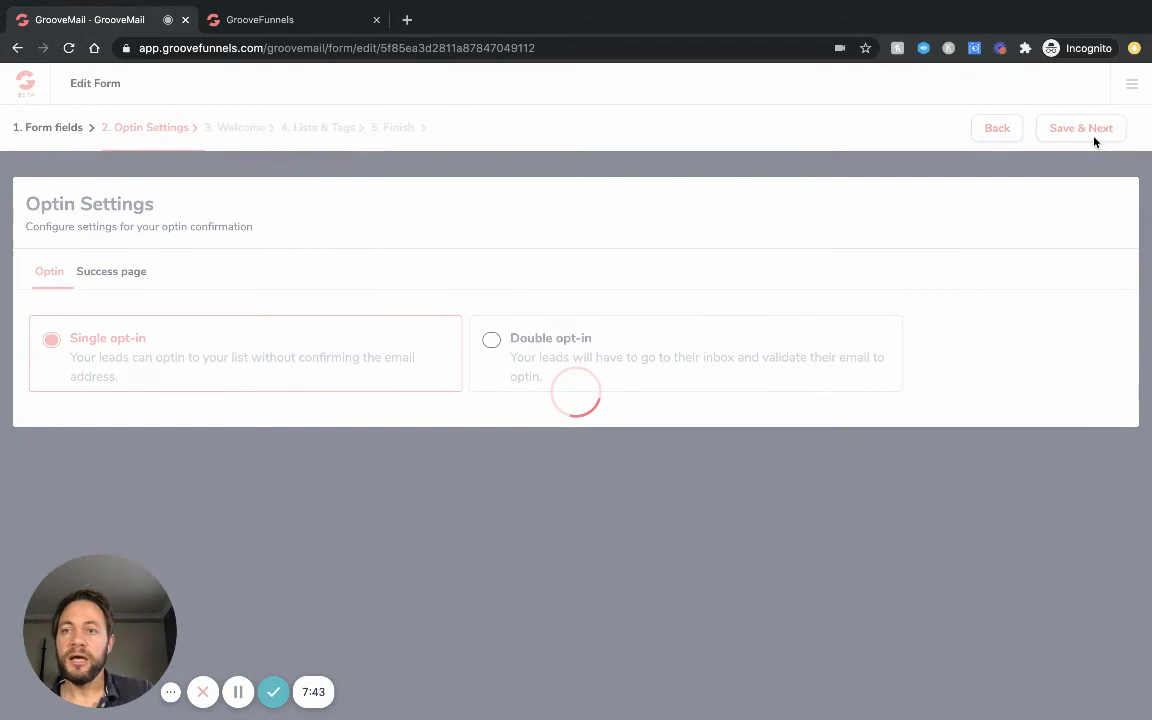 GrooveMail - GrooveMail
GrooveFunnels
app.groovefunnels.com/groovemail/form/edit/5f85ea3d2811a87847049112
Incognito
BETA
Edit Form
1. Form fields
2. Optin Settings
3. Welcome
4. Lists & Tags
5. Finish
Back
Save & Next
Optin Settings
Configure settings for your optin confirmation
Optin
Success page
Single opt-in
Your leads can optin to your list without confirming the email
address.
Double opt-in
Your leads will have to go to their inbox and validate their email to
optin.
7:43